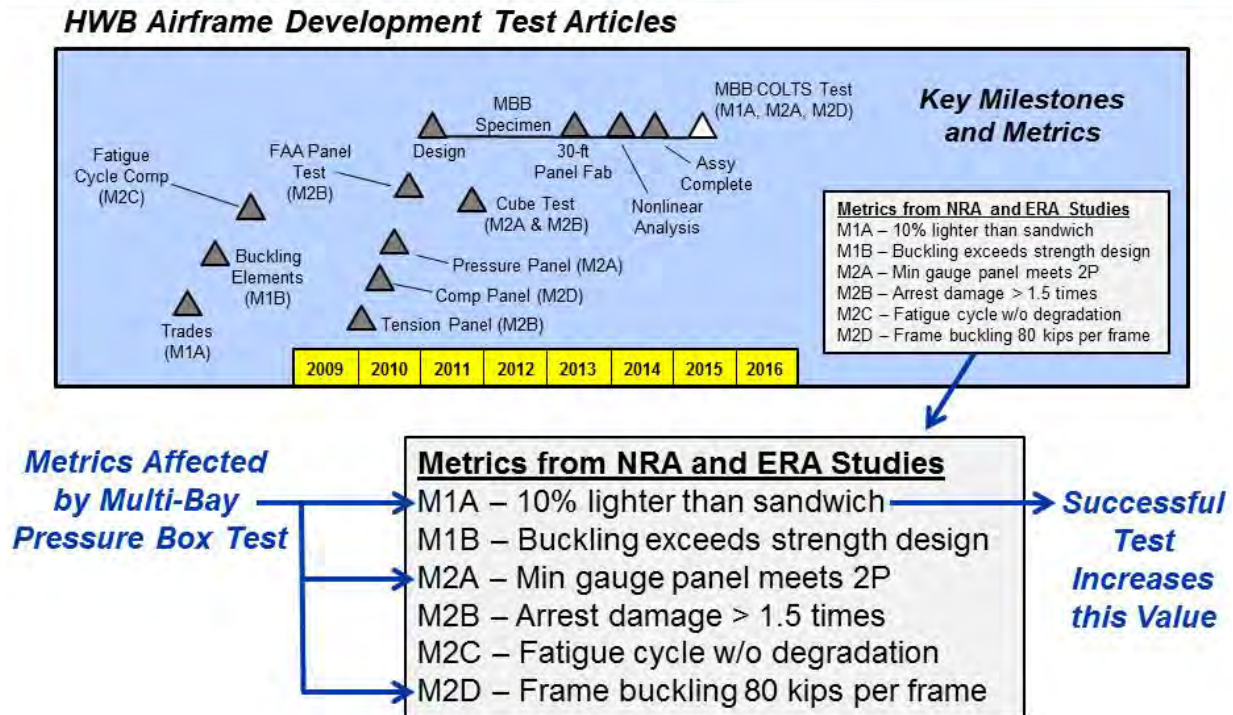 HWB Airframe Development Test Articles
MBB COLTS Test
(M1A, M2A, M2D)
Key Milestones
and Metrics
MBB
Specimen
Design
30-ft
Panel Fab
Assy
Complete
Nonlinear
Analysis
Fatigue
Cycle Comp
(M2C)
FAA Panel
Test
(M2B)
Cube Test
(M2A & M2B)
Buckling
Elements
(M1B)
Pressure Panel (M2A)
Comp Panel (M2D)
Trades
(M1A)
Tension Panel (M2B)
2009 2010 2011 2012 2013 2014 2015 2016
Metrics from NRA and ERA Studies
M1A – 10% lighter than sandwich
M1B – Buckling exceeds strength design
M2A – Min gauge panel meets 2P
M2B – Arrest damage > 1.5 times
M2C – Fatigue cycle w/o degradation
M2D – Frame buckling 80 kips per frame
Metrics Affected
by Multi-Bay
Pressure Box Test
Metrics from NRA and ERA Studies
M1A – 10% lighter than sandwich
M1B – Buckling exceeds strength design
M2A – Min gauge panel meets 2P
M2B – Arrest damage > 1.5 times
M2C – Fatigue cycle w/o degradation
M2D – Frame buckling 80 kips per frame
Successful
Test
Increases
this Value